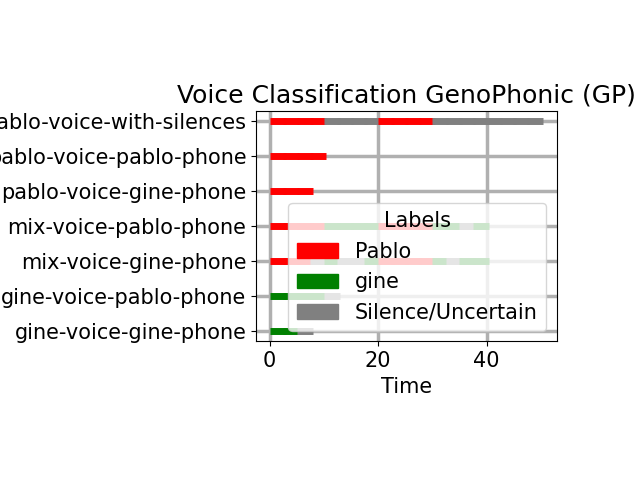 Voice Classification GenoPhonic (GP)
ablo-voice-with-silences
pablo-voice-pablo-phone
pablo-voice-gine-phone
mix-voice-pablo-phone
mix-voice-gine-phone
gine-voice-pablo-phone
gine-voice-gine-phone
Labels
Pablo
gine
Silence/Uncertain
0 20 40
Time